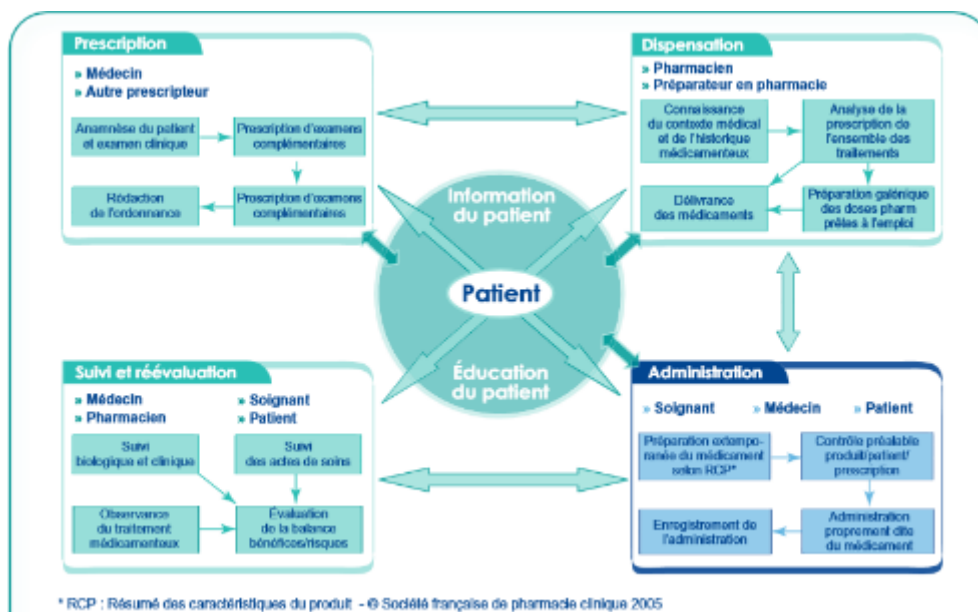 Prescription
» Médecin
» Autre prescripteur
Anamnèse du patient
et examen clinique
Prescription d'examens
complémentaires
Rédaction
de l'ordonnance
Prescription d'examens
complémentaires
Dispensation
» Pharmacien
» Préparateur en pharmacie
Connaissance
du contexte médical
et de l'historique
médicamenteux
Analyse de la
prescription de
l'ensemble des
traitements
Délivrance
des médicaments
Préparation galénique
des doses pharm
prêtes à l'emploi
Information
du patient
Patient
Éducation
du patient
Suivi et réévaluation
» Médecin
» Pharmacien
» Soignant
» Patient
Suivi
biologique et clinique
Suivi
des actes de soins
Observance
du traitement
médicamenteux
Évaluation
de la balance
bénéfices/risques
Administration
» Soignant
» Médecin
» Patient
Préparation extempo-
ranée du médicament
selon RCP*
Contrôle préalable
produit/patient/
prescription
Enregistrement de
l'administration
Administration
proprement dite
du médicament
* RCP : Résumé des caractéristiques du produit - © Société française de pharmacie clinique 2005